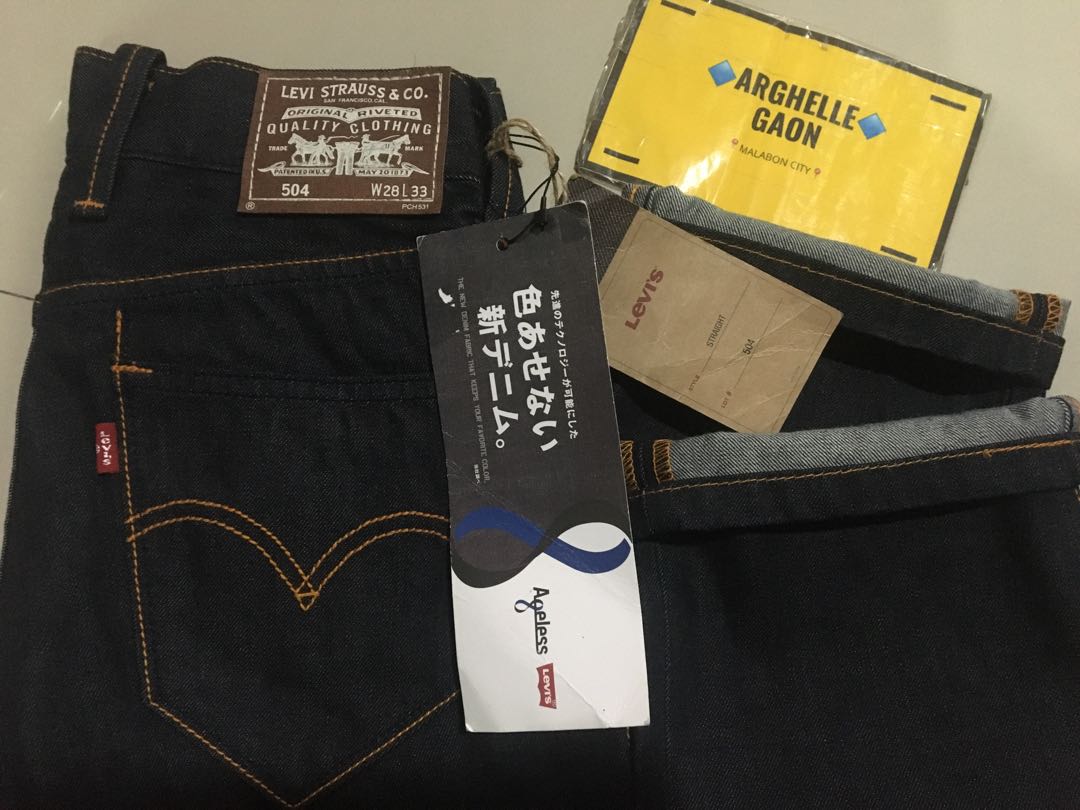 LEVI STRAUSS & CO.
SAN FRANCISCO, CAL.
ORIGINAL RIVETED
QUALITY CLOTHING
TRADE MARK
PATENTED IN U.S. MAY 20 1873
504 W28 L33
® PCH531
ARGHELLE
GAON
MALABON CITY
先進のテクノロジーが可能にした
色あせない
新デニム。
THE NEW DENIM FABRIC THAT KEEPS YOUR FAVORITE COLOR.
Ageless
LEVI'S
LEVI'S
STYLE STRAIGHT
LOT # 504
LEVI'S